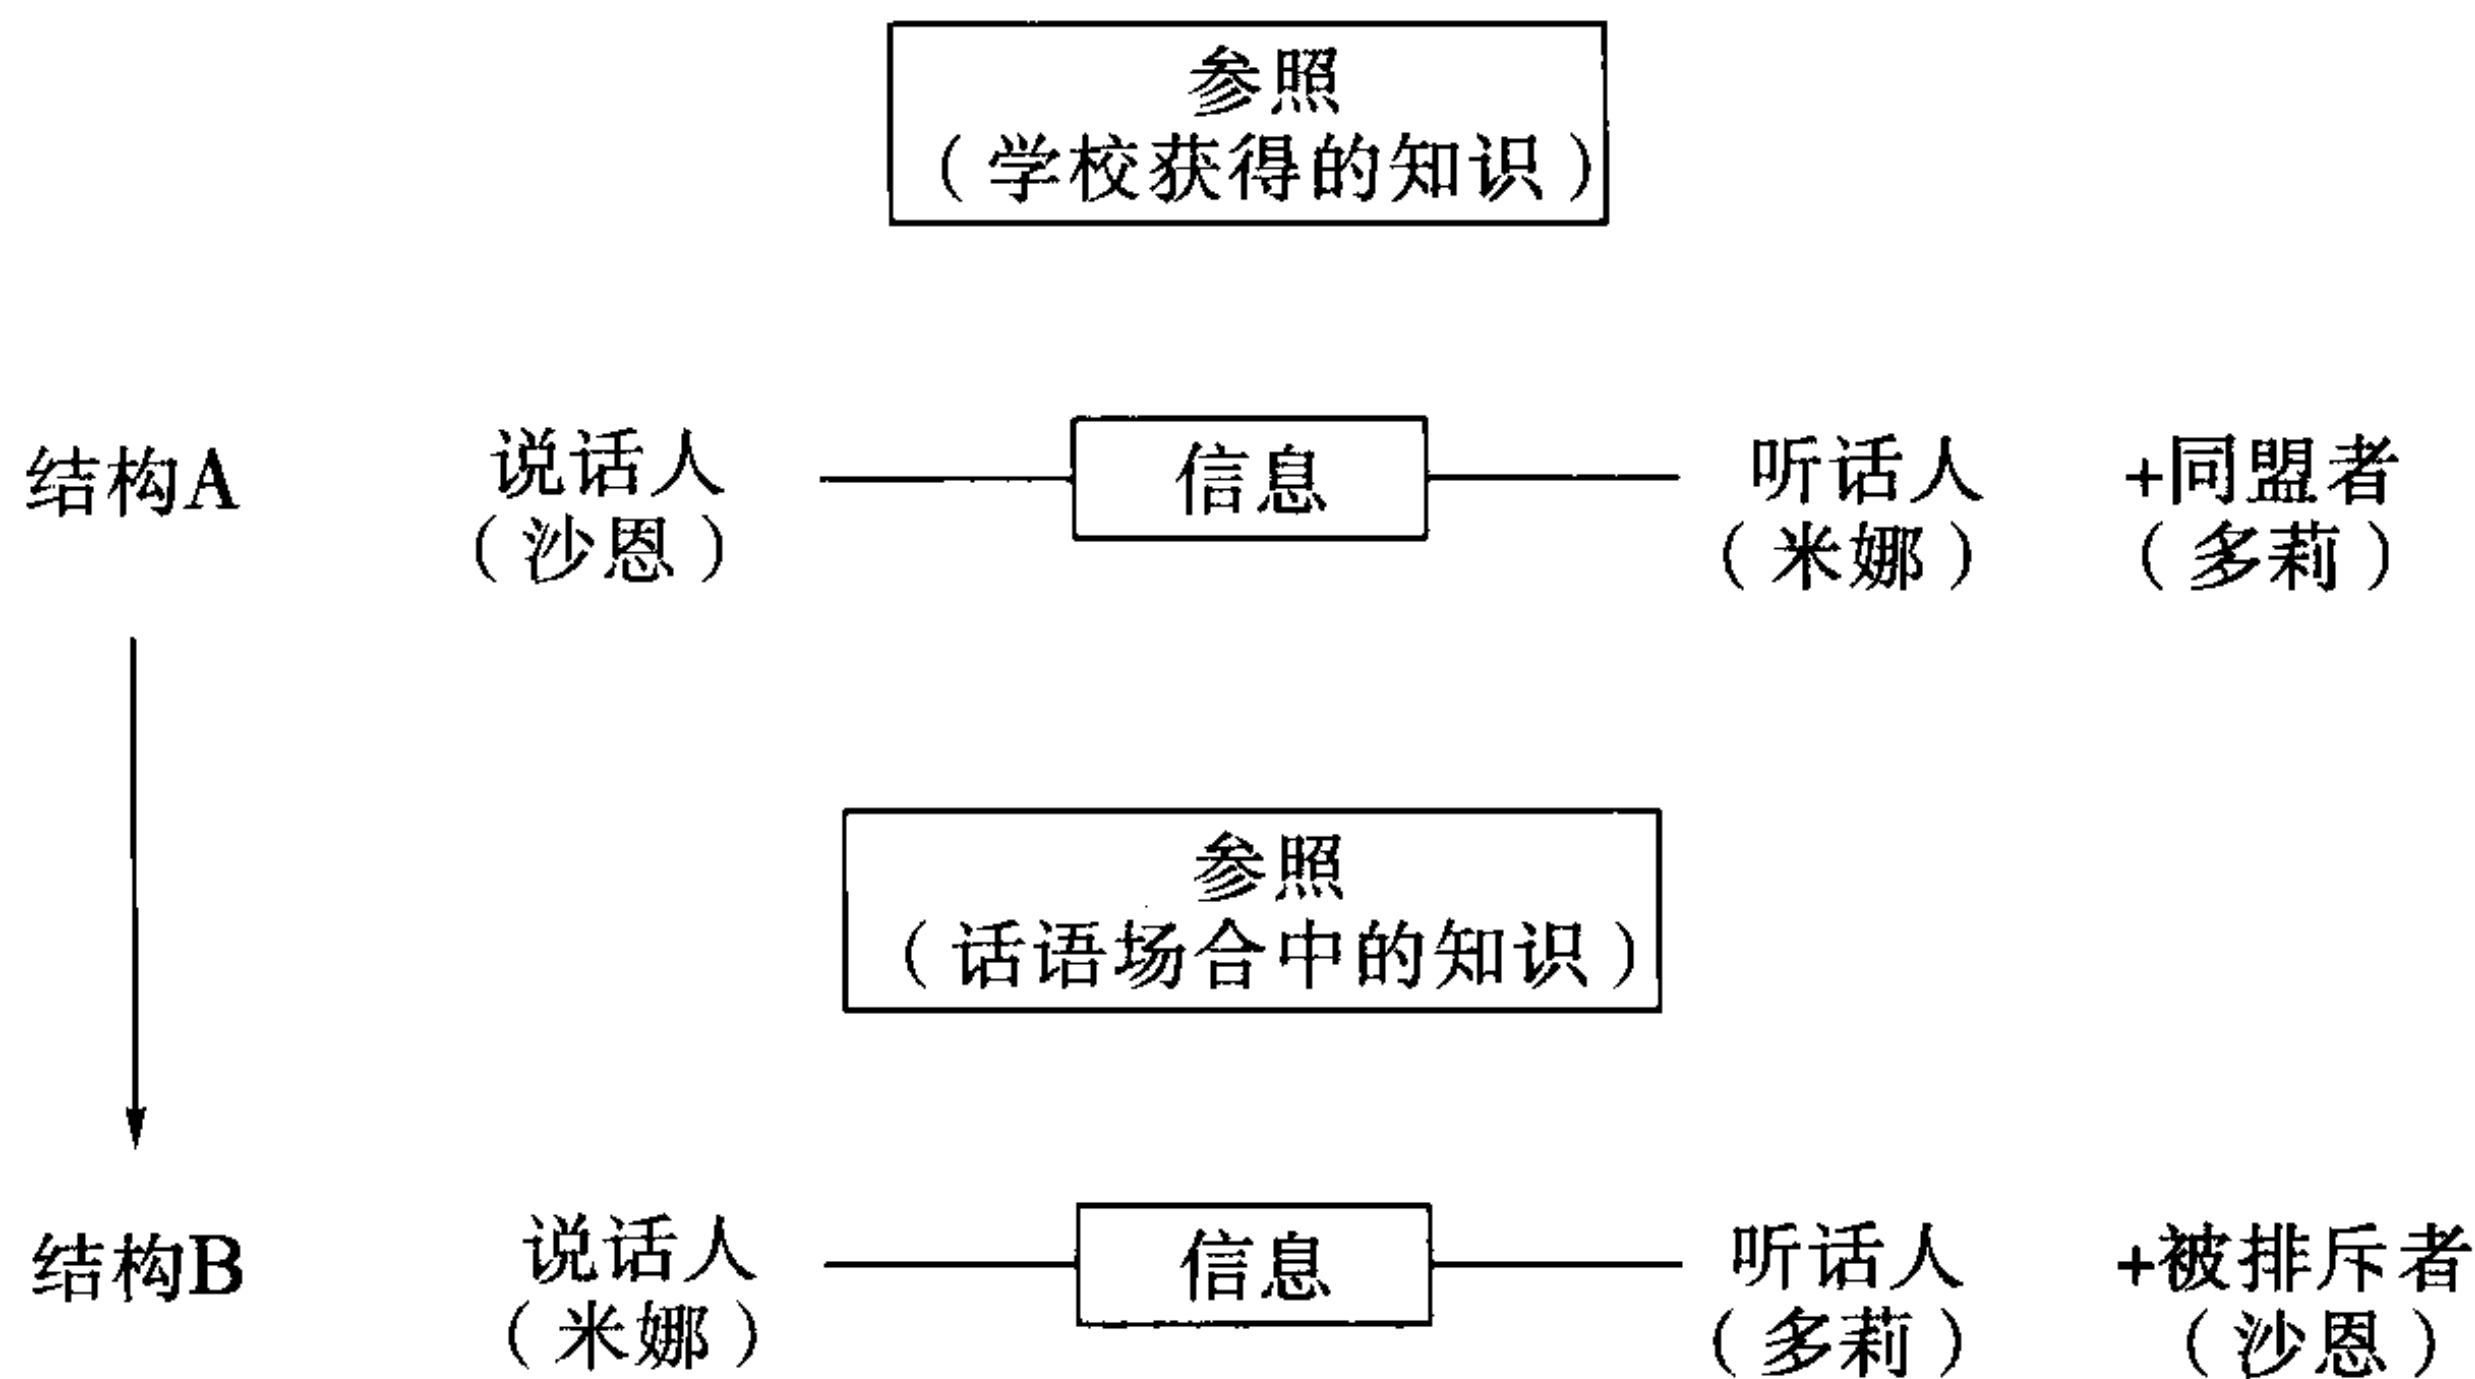 参照
（学校获得的知识）
结构A 说话人 信息 听话人 +同盟者
（沙恩） （米娜） （多莉）
参照
（话语场合中的知识）
结构B 说话人 信息 听话人 +被排斥者
（米娜） （多莉） （沙恩）